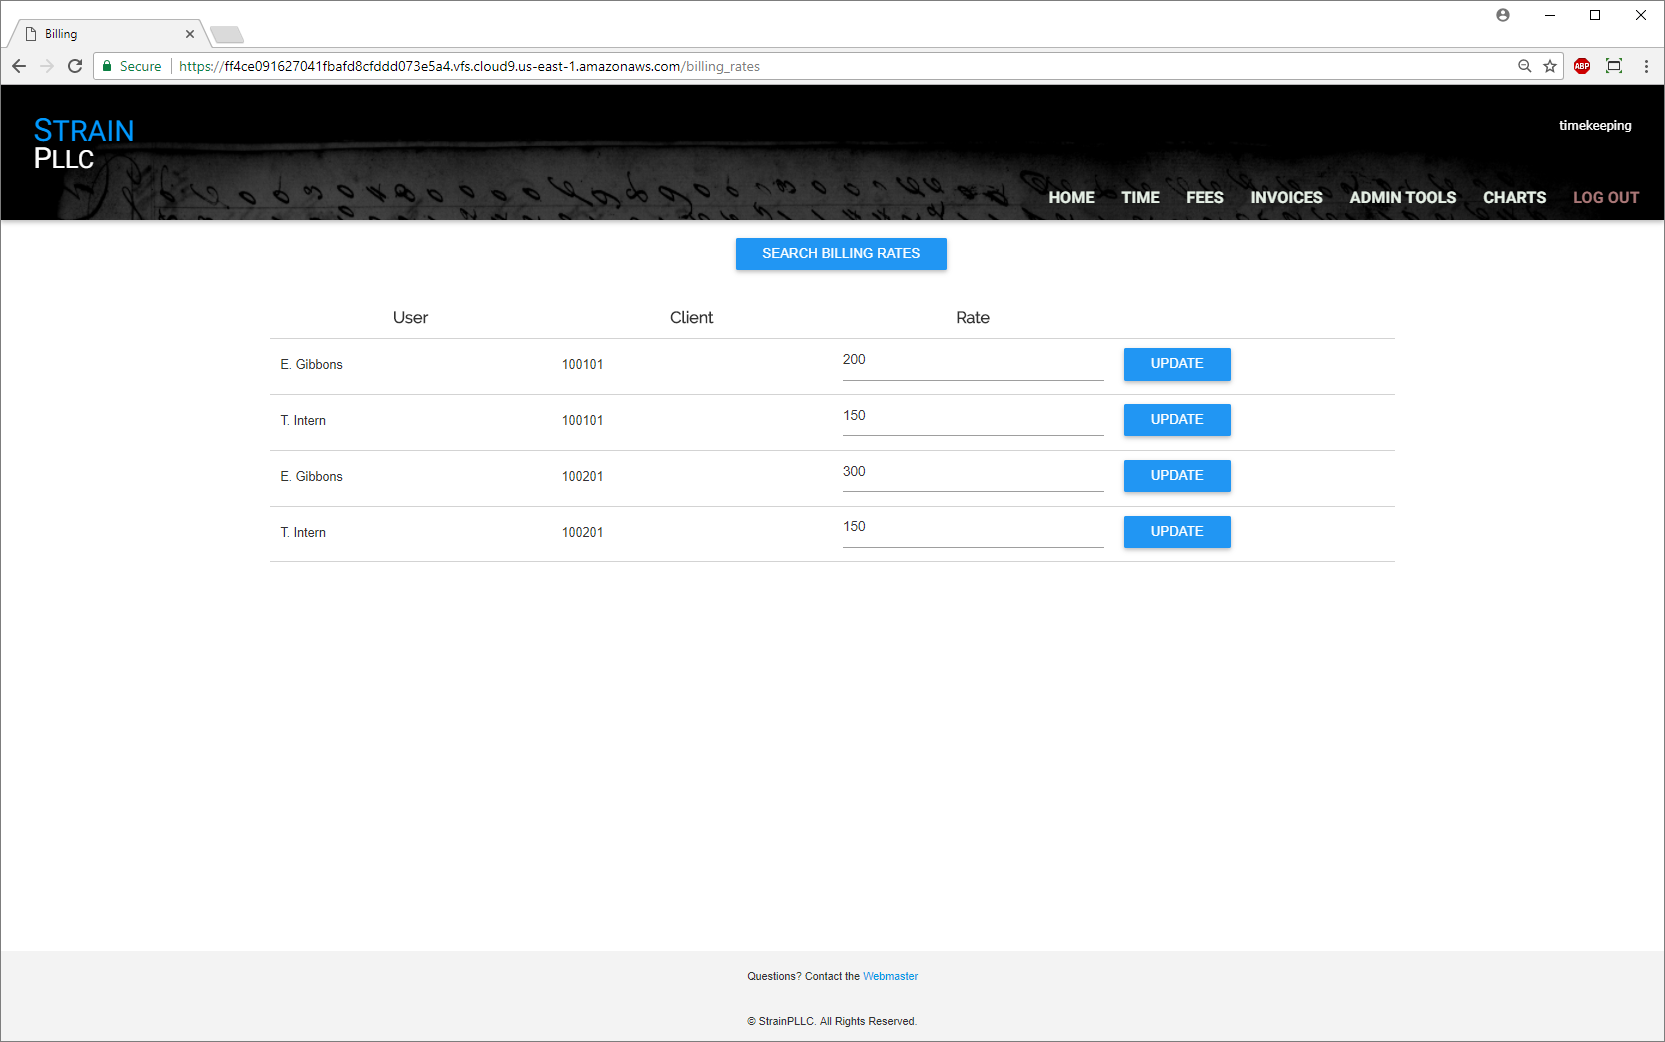 Billing
Secure https://ff4ce091627041fbafd8cfddd073e5a4.vfs.cloud9.us-east-1.amazonaws.com/billing_rates
ABP
STRAIN
PLLC
timekeeping
HOME TIME FEES INVOICES ADMIN TOOLS CHARTS LOG OUT
SEARCH BILLING RATES
User Client Rate
E. Gibbons 100101 200 UPDATE
T. Intern 100101 150 UPDATE
E. Gibbons 100201 300 UPDATE
T. Intern 100201 150 UPDATE
Questions? Contact the Webmaster
© StrainPLLC. All Rights Reserved.